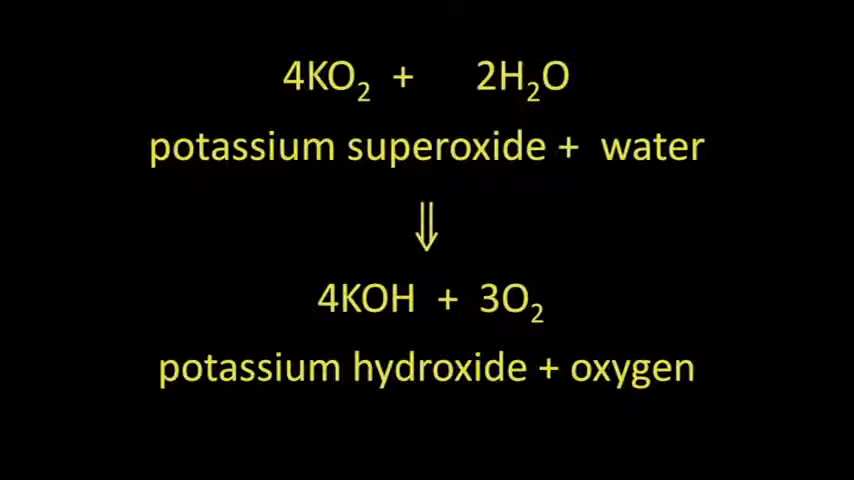 4KO₂ + 2H₂O
potassium superoxide + water
⇓
4KOH + 3O₂
potassium hydroxide + oxygen